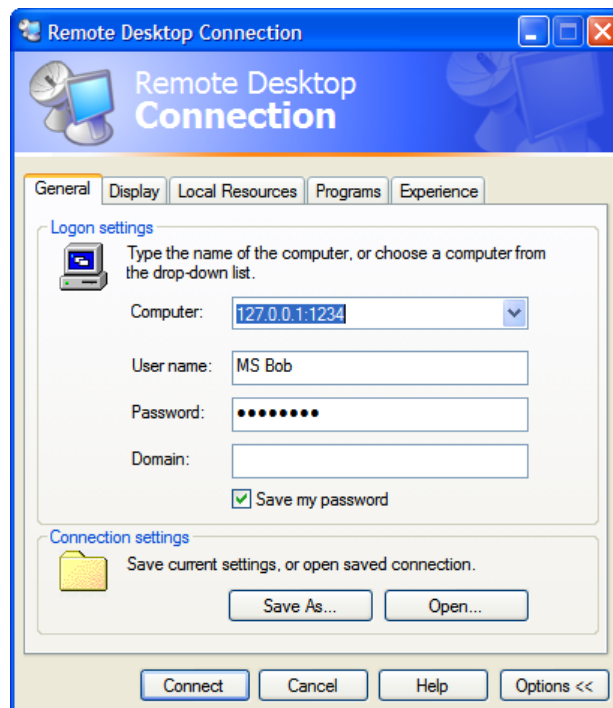 Remote Desktop Connection
Remote Desktop
Connection
General Display Local Resources Programs Experience
Logon settings
Type the name of the computer, or choose a computer from
the drop-down list.
Computer: 127.0.0.1:1234
User name: MS Bob
Password: ••••••••
Domain:
Save my password
Connection settings
Save current settings, or open saved connection.
Save As... Open...
Connect Cancel Help Options <<